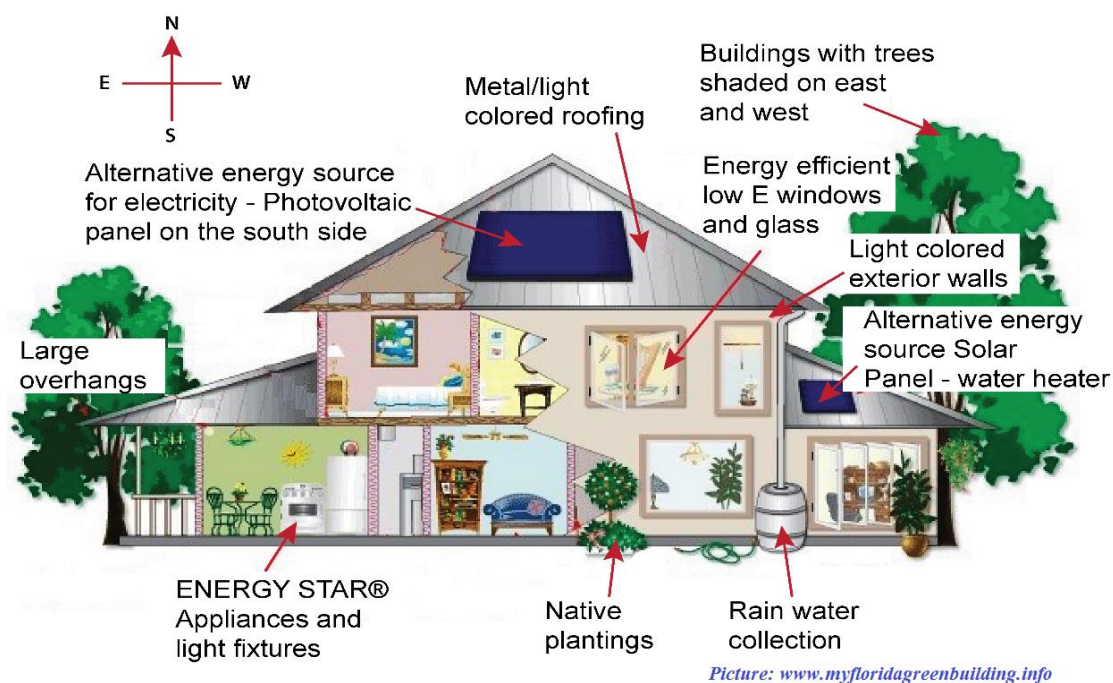 N
E W
S
Metal/light
colored roofing
Buildings with trees
shaded on east
and west
Alternative energy source
for electricity - Photovoltaic
panel on the south side
Energy efficient
low E windows
and glass
Light colored
exterior walls
Large
overhangs
Alternative energy
source Solar
Panel - water heater
ENERGY STAR®
Appliances and
light fixtures
Native
plantings
Rain water
collection
Picture: www.myfloridagreenbuilding.info